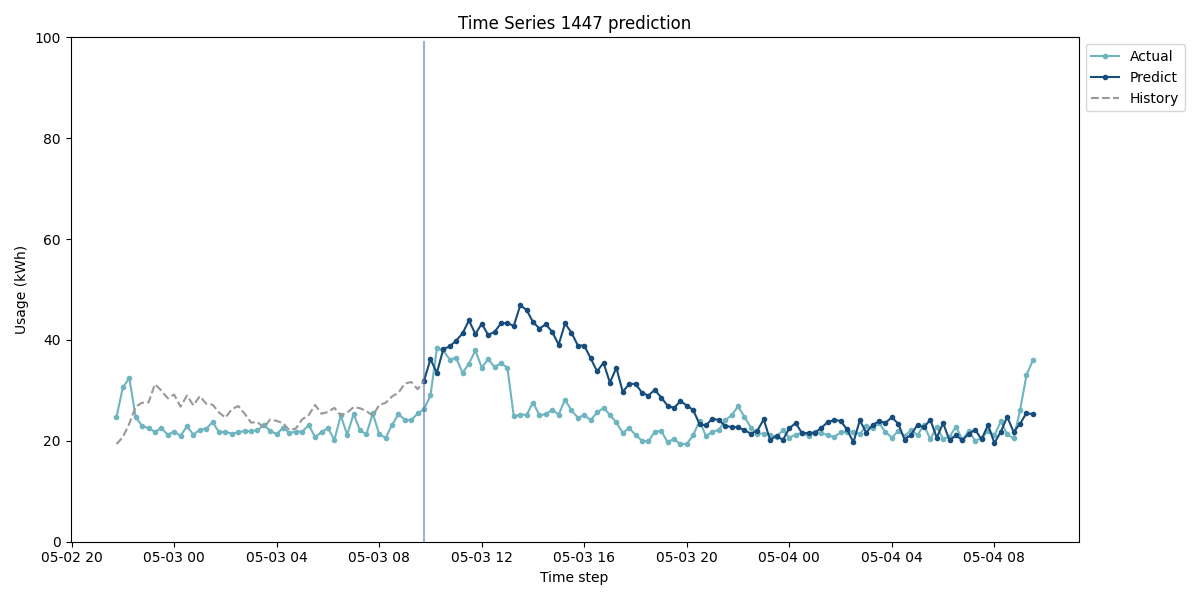 Time Series 1447 prediction
Actual
Predict
History
Usage (kWh)
100
80
60
40
20
0
05-02 20
05-03 00
05-03 04
05-03 08
05-03 12
05-03 16
05-03 20
05-04 00
05-04 04
05-04 08
Time step